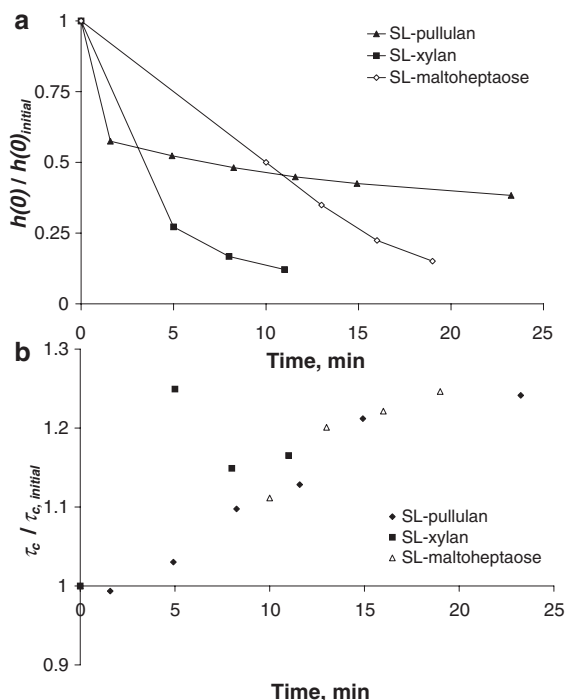 a
h(0) / h(0)initial
1
0.75
0.5
0.25
0
SL-pullulan
SL-xylan
SL-maltoheptaose
0 5 10 15 20 25
Time, min
b
τc / τc, initial
1.3
1.2
1.1
1
0.9
SL-pullulan
SL-xylan
SL-maltoheptaose
0 5 10 15 20 25
Time, min